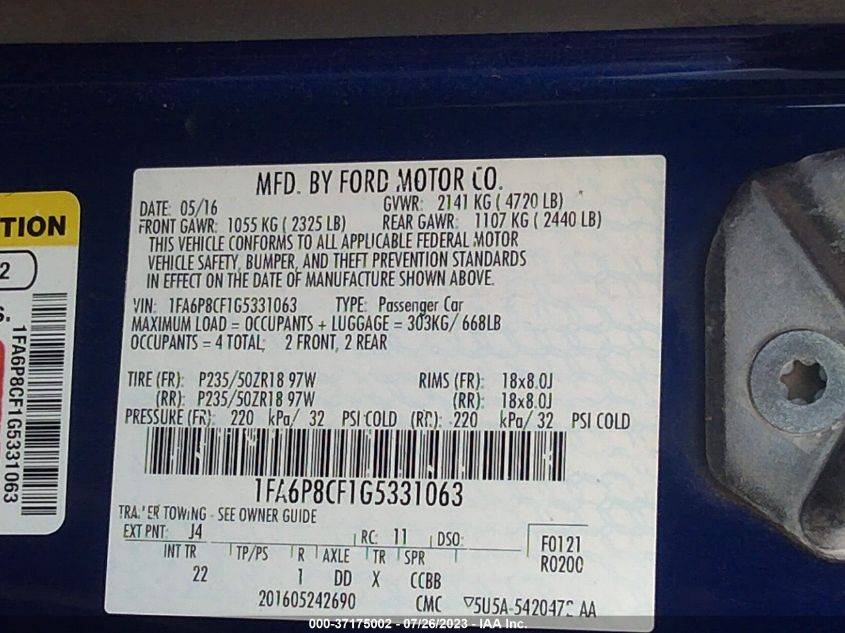 MFD. BY FORD MOTOR CO.
DATE: 05/16 GVWR: 2141 KG ( 4720 LB)
FRONT GAWR: 1055 KG ( 2325 LB) REAR GAWR: 1107 KG ( 2440 LB)
THIS VEHICLE CONFORMS TO ALL APPLICABLE FEDERAL MOTOR
VEHICLE SAFETY, BUMPER, AND THEFT PREVENTION STANDARDS
IN EFFECT ON THE DATE OF MANUFACTURE SHOWN ABOVE.
VIN: 1FA6P8CF1G5331063 TYPE: Passenger Car
MAXIMUM LOAD = OCCUPANTS + LUGGAGE = 303KG/ 668LB
OCCUPANTS = 4 TOTAL; 2 FRONT, 2 REAR
TIRE (FR): P235/50ZR18 97W RIMS (FR): 18x8.0J
(RR): P235/50ZR18 97W (RR): 18x8.0J
PRESSURE (FR): 220 kPa/ 32 PSI COLD (RR): 220 kPa/ 32 PSI COLD
1FA6P8CF1G5331063
TRAILER TOWING - SEE OWNER GUIDE
EXT PNT: J4 RC: 11 DSO:
F0121
R0200
INT TR TP/PS R AXLE TR SPR
22 1 DD X CCBB
201605242690 CMC ▽5U5A-5420472 AA
TION
2
S.
1FA6P8CF1G5331063
000-37175002 - 07/26/2023 - IAA Inc.